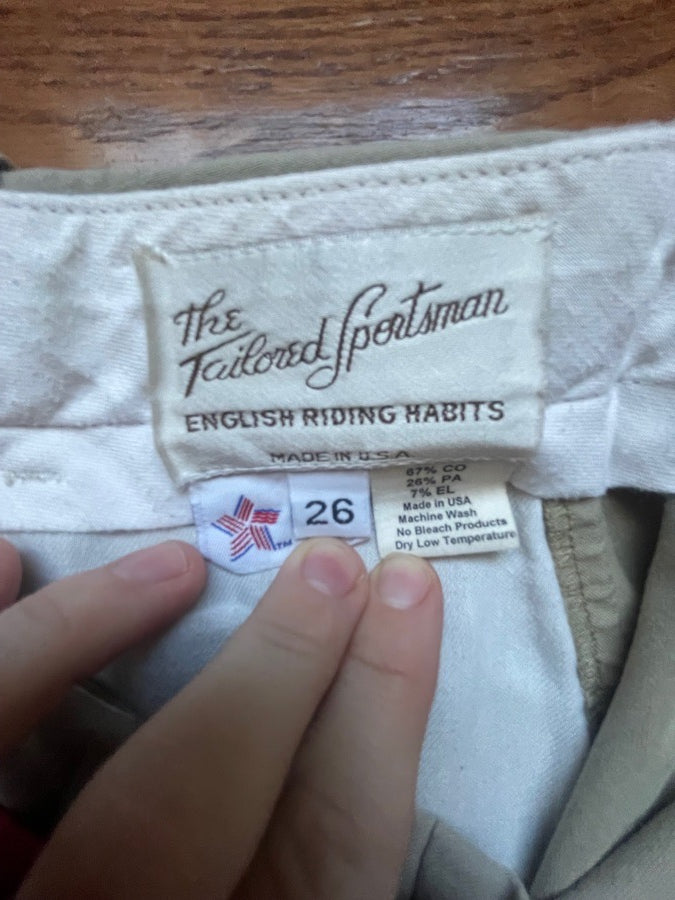 The
Tailored Sportsman
ENGLISH RIDING HABITS
MADE IN U.S.A.
TM
26
67% CO
26% PA
7% EL
Made in USA
Machine Wash
No Bleach Products
Dry Low Temperature